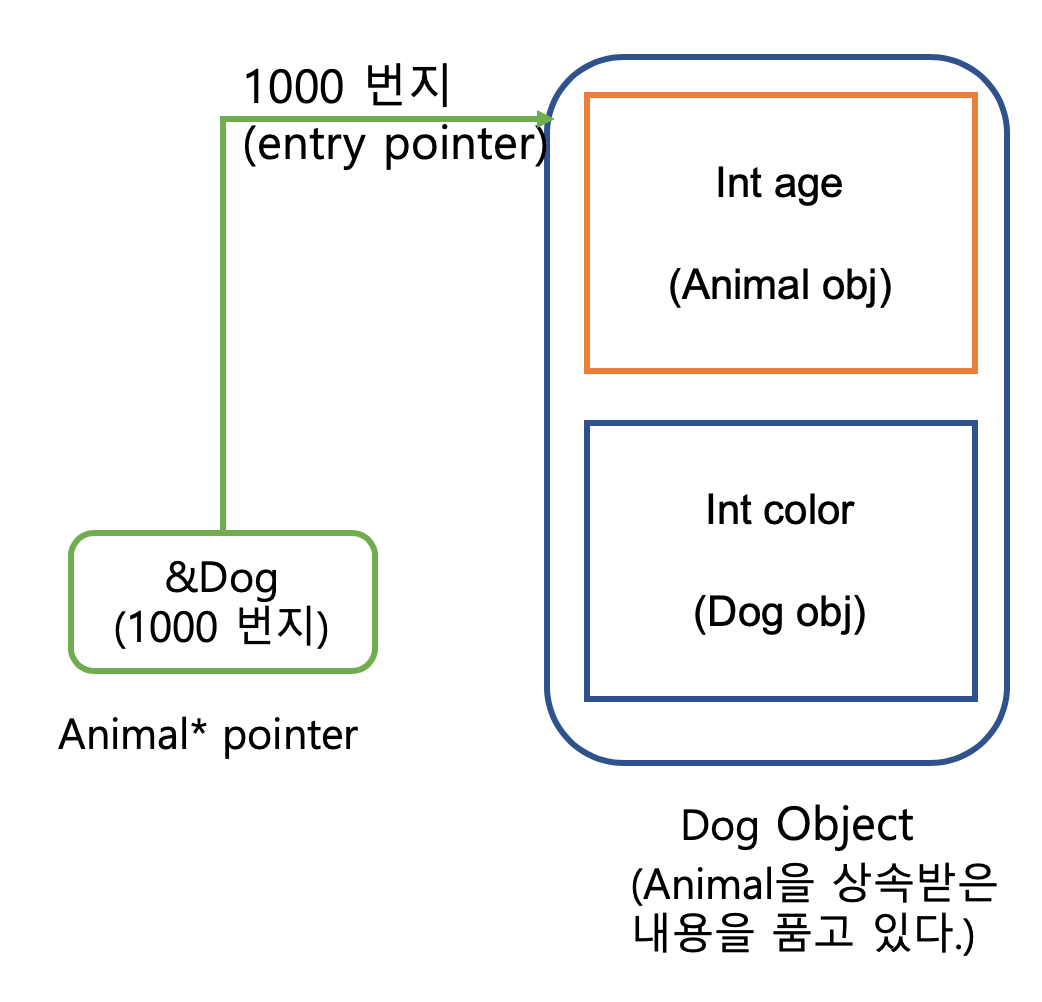 1000 번지
(entry pointer)
Int age
(Animal obj)
Int color
(Dog obj)
&Dog
(1000 번지)
Animal* pointer
Dog Object
(Animal을 상속받은
내용을 품고 있다.)